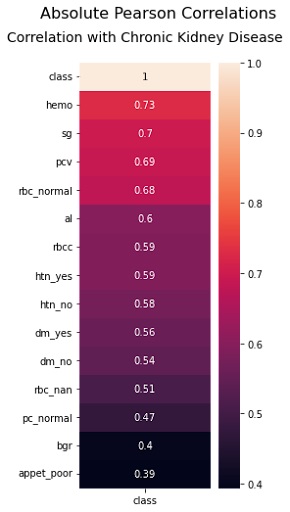 Absolute Pearson Correlations
Correlation with Chronic Kidney Disease
class 1
hemo 0.73
sg 0.7
pcv 0.69
rbc_normal 0.68
al 0.6
rbcc 0.59
htn_yes 0.59
htn_no 0.58
dm_yes 0.56
dm_no 0.54
rbc_nan 0.51
pc_normal 0.47
bgr 0.4
appet_poor 0.39
class
1.0
0.9
0.8
0.7
0.6
0.5
0.4